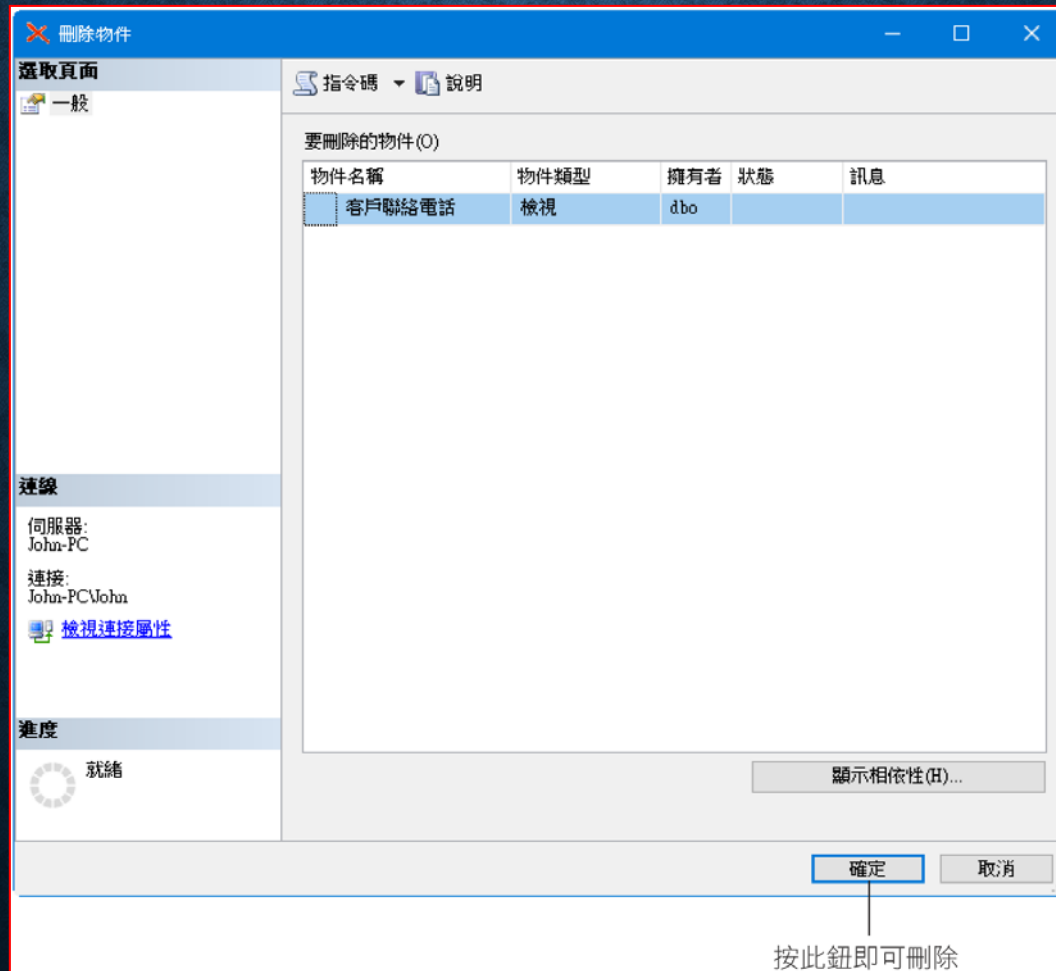 刪除物件
選取頁面
一般
指令碼 說明
要刪除的物件(O)
物件名稱 物件類型 擁有者 狀態 訊息
客戶聯絡電話 檢視 dbo
連線
伺服器:
John-PC
連接:
John-PC\John
檢視連接屬性
進度
就緒
顯示相依性(H)...
確定 取消
按此鈕即可刪除